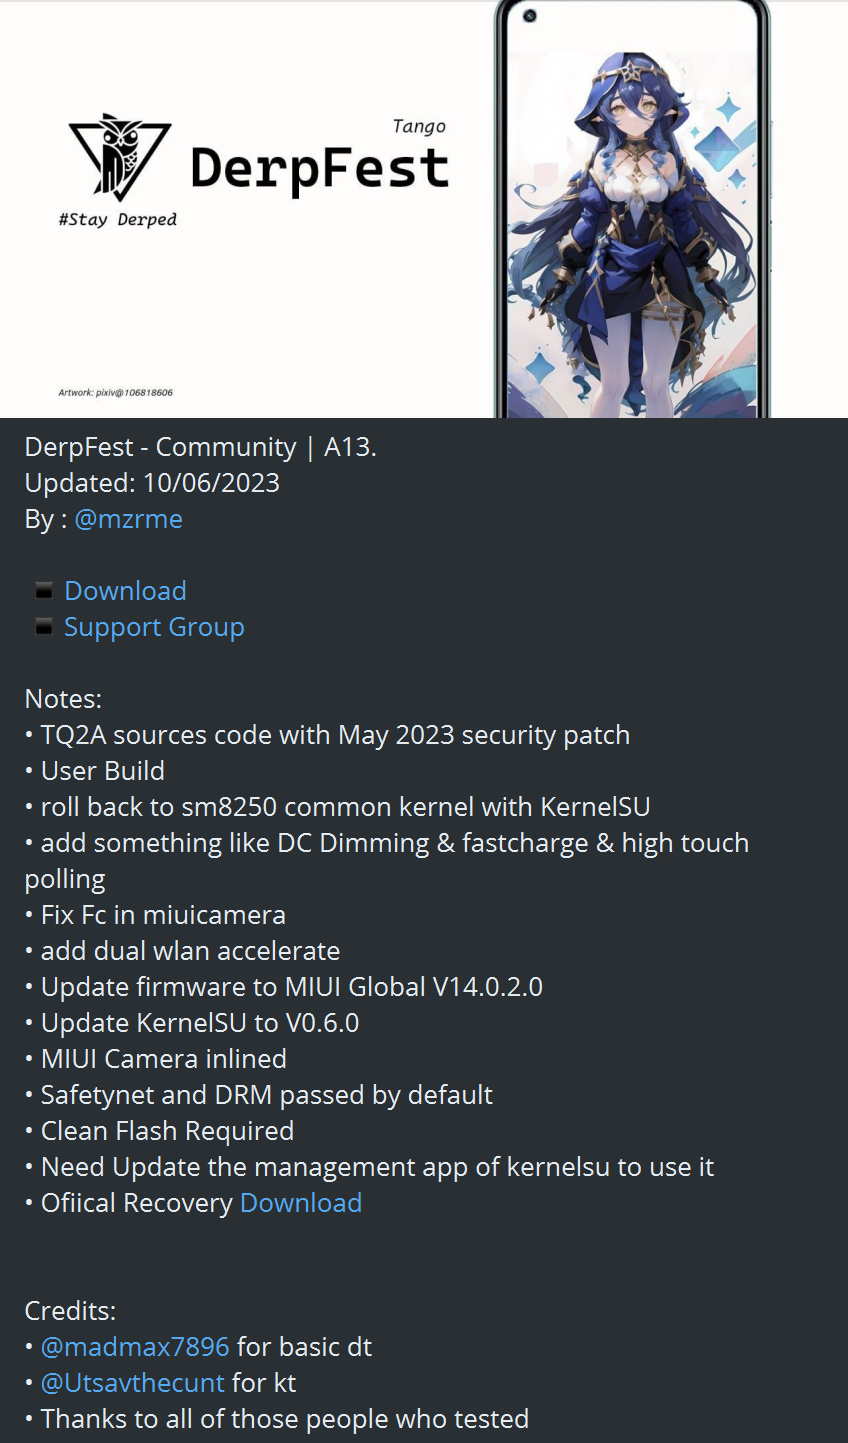 Tango
DerpFest
#Stay Derped
Artwork: pixiv@106818606
DerpFest - Community | A13.
Updated: 10/06/2023
By : @mzrme
▪ Download
▪ Support Group
Notes:
• TQ2A sources code with May 2023 security patch
• User Build
• roll back to sm8250 common kernel with KernelSU
• add something like DC Dimming & fastcharge & high touch
polling
• Fix Fc in miuicamera
• add dual wlan accelerate
• Update firmware to MIUI Global V14.0.2.0
• Update KernelSU to V0.6.0
• MIUI Camera inlined
• Safetynet and DRM passed by default
• Clean Flash Required
• Need Update the management app of kernelsu to use it
• Ofiical Recovery Download
Credits:
• @madmax7896 for basic dt
• @Utsavthecunt for kt
• Thanks to all of those people who tested